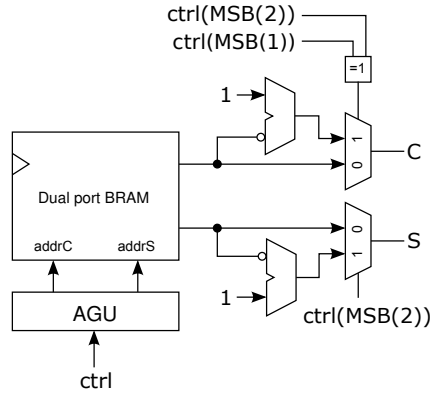 ctrl(MSB(2))
ctrl(MSB(1))
=1
1
1
0
C
Dual port BRAM
addrC addrS
0
1
S
1
AGU
ctrl(MSB(2))
ctrl